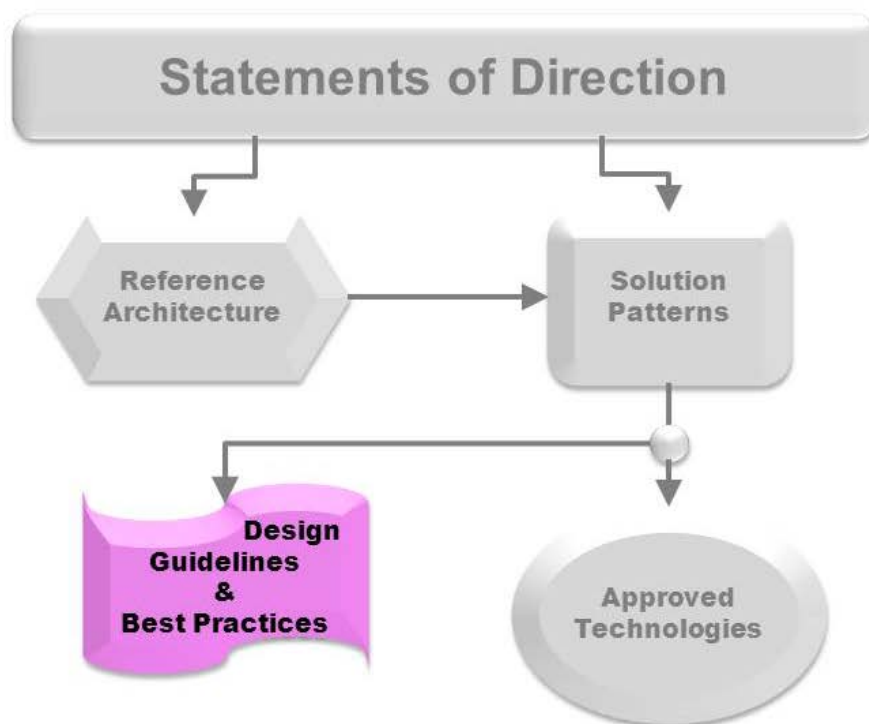 Statements of Direction
Reference
Architecture
Solution
Patterns
Design
Guidelines
&
Best Practices
Approved
Technologies